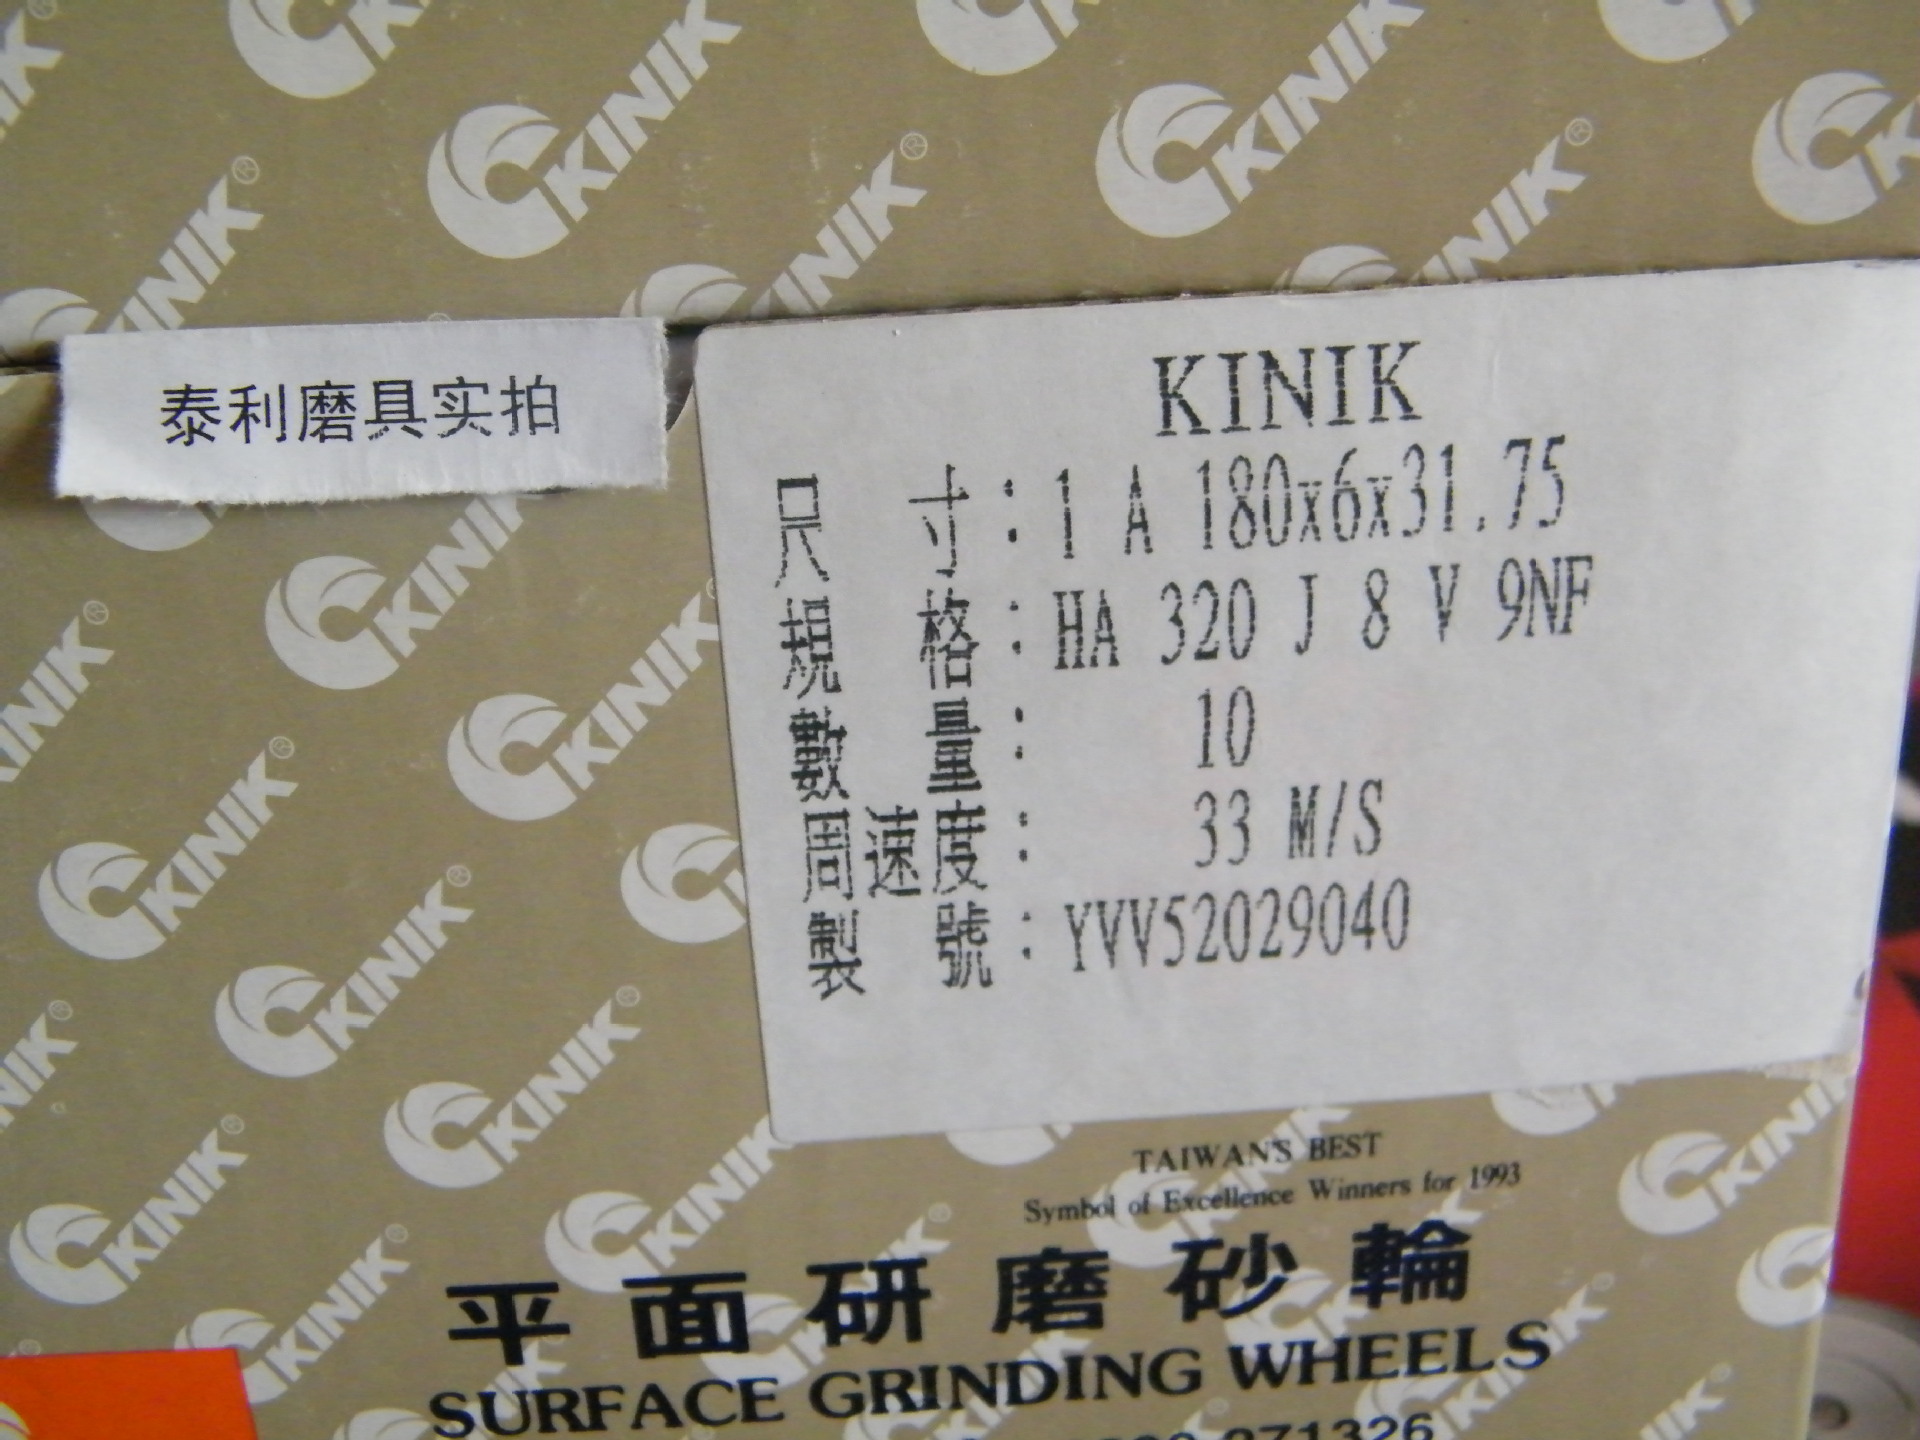 泰利磨具实拍
KINIK
尺 寸：1 A 180x6x31.75
規 格：HA 320 J 8 V 9NF
數 量： 10
周速度： 33 M/S
製 號：YVV52029040
TAIWAN'S BEST
Symbol of Excellence Winners for 1993
平面研磨砂輪
SURFACE GRINDING WHEELS
271326
KINIK®